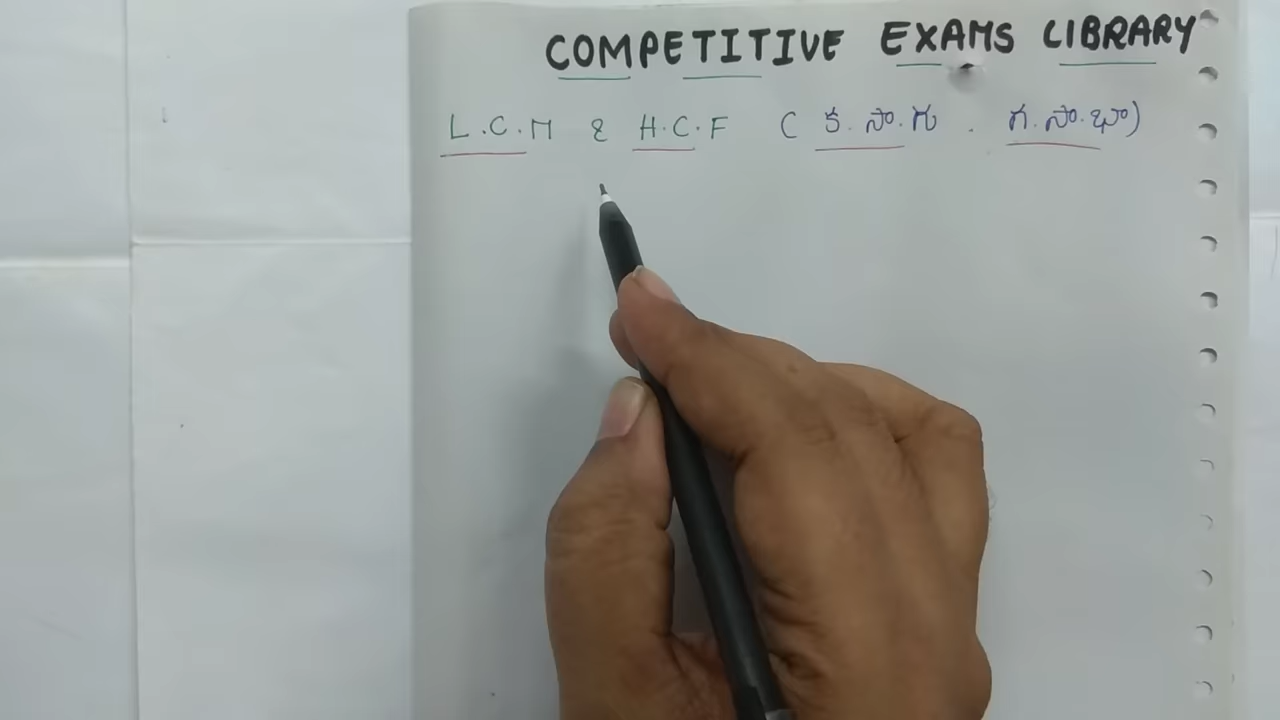 COMPETITIVE EXAMS LIBRARY
L.C.M & H.C.F ( క.సా.గు . గ.సా.భా)